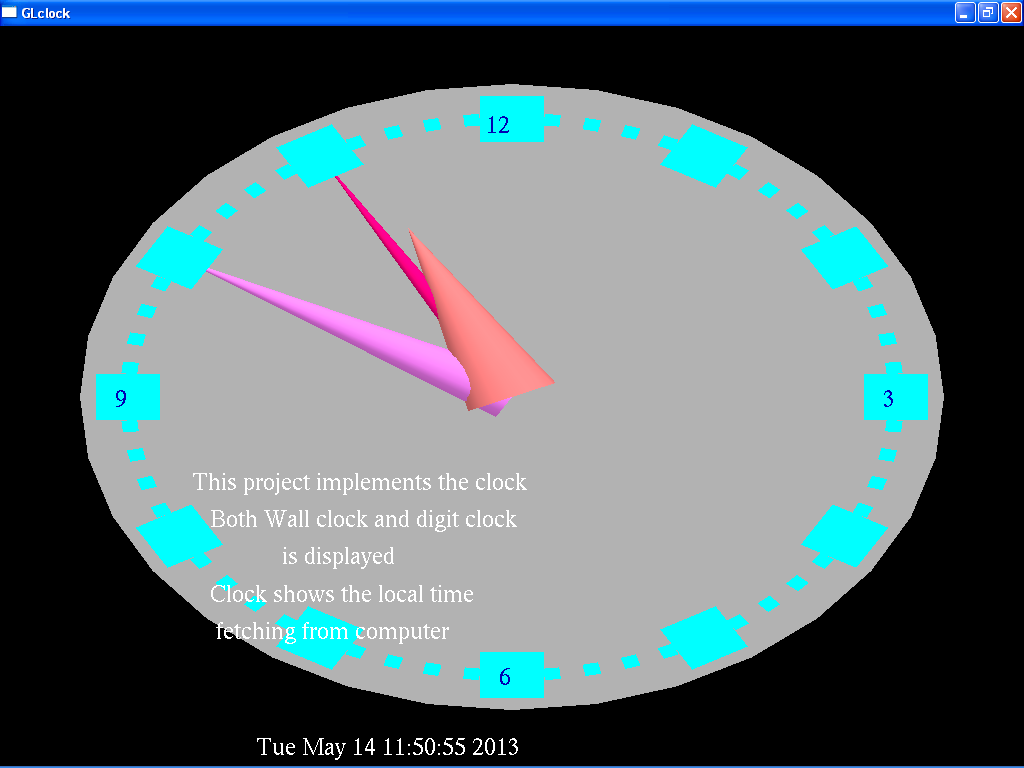 GLclock
12
9
3
This project implements the clock
Both Wall clock and digit clock
is displayed
Clock shows the local time
fetching from computer
6
Tue May 14 11:50:55 2013